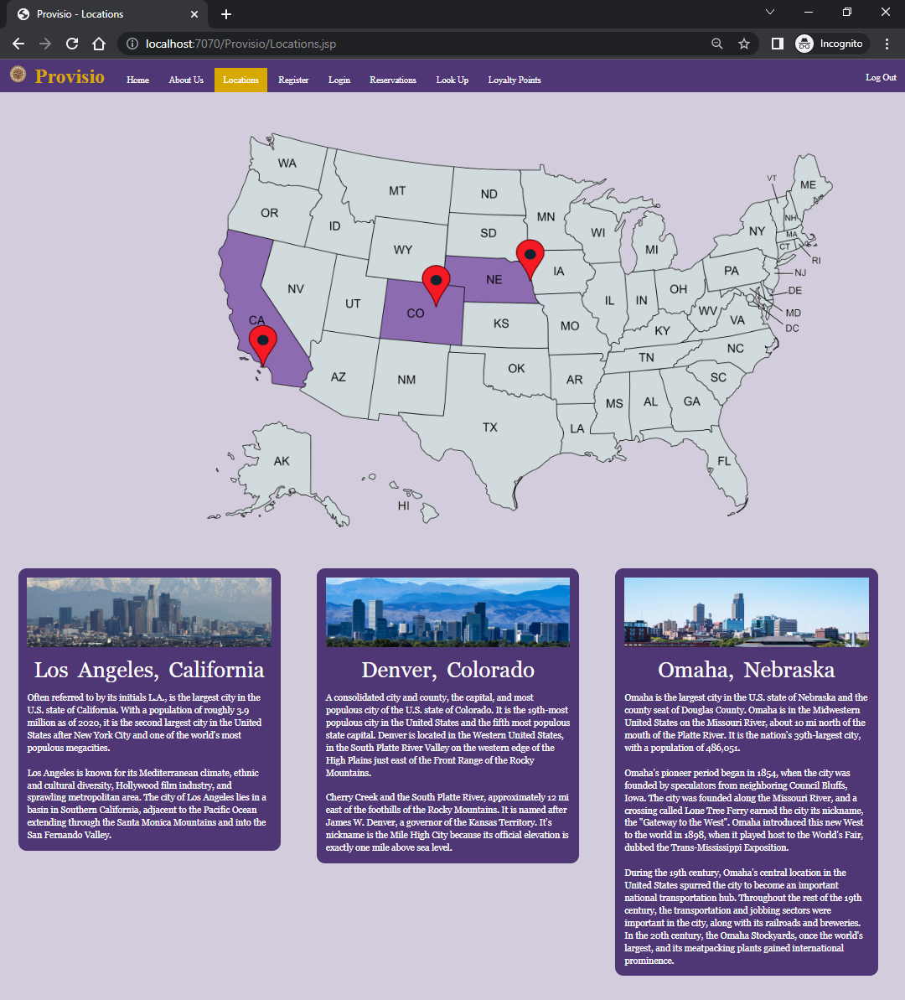 Provisio - Locations
localhost:7070/Provisio/Locations.jsp
Incognito
Provisio
Home
About Us
Locations
Register
Login
Reservations
Look Up
Loyalty Points
Log Out
WA
MT
ND
MN
VT
ME
OR
ID
SD
WI
NH
WY
MI
NY
MA
CT
RI
NV
NE
IA
PA
NJ
UT
CO
IL
IN
OH
DE
CA
KS
MO
WV
VA
MD
DC
KY
NC
AZ
NM
OK
AR
TN
SC
MS
AL
GA
TX
LA
AK
FL
HI
Los Angeles, California
Often referred to by its initials L.A., is the largest city in the
U.S. state of California. With a population of roughly 3.9
million as of 2020, it is the second largest city in the United
States after New York City and one of the world's most
populous megacities.
Los Angeles is known for its Mediterranean climate, ethnic
and cultural diversity, Hollywood film industry, and
sprawling metropolitan area. The city of Los Angeles lies in a
basin in Southern California, adjacent to the Pacific Ocean
extending through the Santa Monica Mountains and into the
San Fernando Valley.
Denver, Colorado
A consolidated city and county, the capital, and most
populous city of the U.S. state of Colorado. It is the 19th-most
populous city in the United States and the fifth most populous
state capital. Denver is located in the Western United States,
in the South Platte River Valley on the western edge of the
High Plains just east of the Front Range of the Rocky
Mountains.
Cherry Creek and the South Platte River, approximately 12 mi
east of the foothills of the Rocky Mountains. It is named after
James W. Denver, a governor of the Kansas Territory. It's
nickname is the Mile High City because its official elevation is
exactly one mile above sea level.
Omaha, Nebraska
Omaha is the largest city in the U.S. state of Nebraska and the
county seat of Douglas County. Omaha is in the Midwestern
United States on the Missouri River, about 10 mi north of the
mouth of the Platte River. It is the nation's 39th-largest city,
with a population of 486,051.
Omaha's pioneer period began in 1854, when the city was
founded by speculators from neighboring Council Bluffs,
Iowa. The city was founded along the Missouri River, and a
crossing called Lone Tree Ferry earned the city its nickname,
the "Gateway to the West". Omaha introduced this new West
to the world in 1898, when it played host to the World's Fair,
dubbed the Trans-Mississippi Exposition.
During the 19th century, Omaha's central location in the
United States spurred the city to become an important
national transportation hub. Throughout the rest of the 19th
century, the transportation and jobbing sectors were
important in the city, along with its railroads and breweries.
In the 20th century, the Omaha Stockyards, once the world's
largest, and its meatpacking plants gained international
prominence.